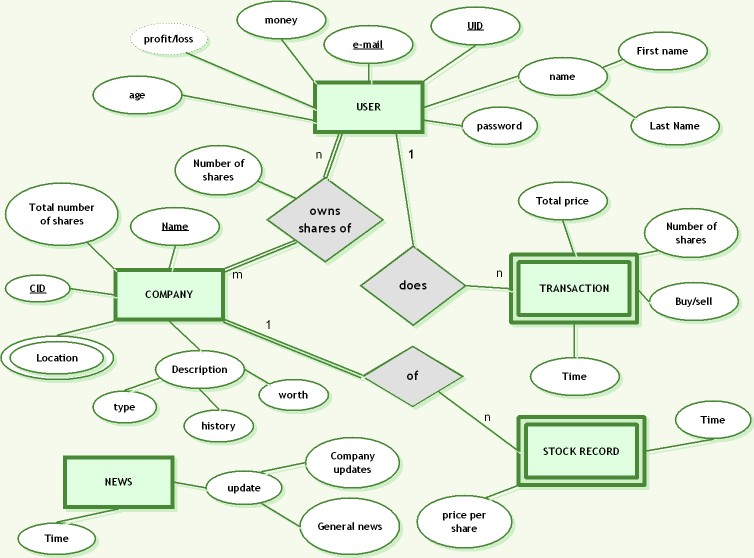 money
profit/loss
e-mail
UID
First name
name
age
USER
password
Last Name
n
1
Number of
shares
Total number
of shares
Name
owns
shares of
Total price
Number of
shares
m
n
CID
COMPANY
does
TRANSACTION
Buy/sell
1
Location
Description
of
Time
type
worth
history
n
Time
STOCK RECORD
Company
updates
NEWS
update
price per
share
General news
Time